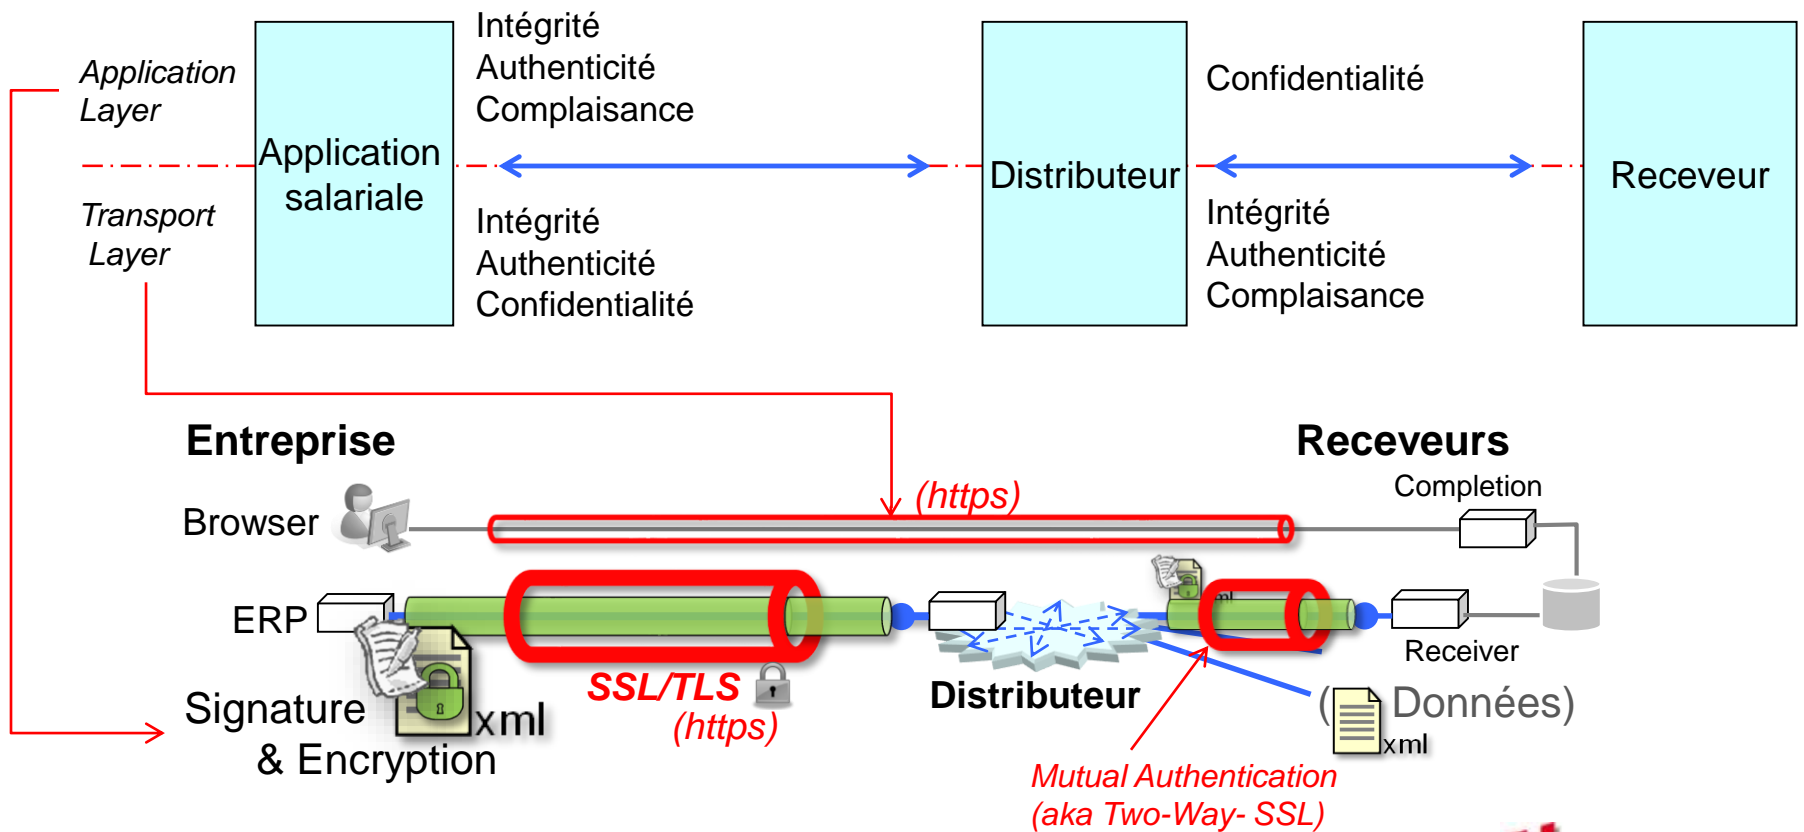 Application
Layer
Intégrité
Authenticité
Complaisance
Confidentialité
Application
salariale
Distributeur
Receveur
Transport
Layer
Intégrité
Authenticité
Confidentialité
Intégrité
Authenticité
Complaisance
Entreprise
Receveurs
Completion
Browser
(https)
ERP
xml
Receiver
SSL/TLS
(https)
Distributeur
(Données)
xml
Signature
& Encryption
xml
Mutual Authentication
(aka Two-Way- SSL)